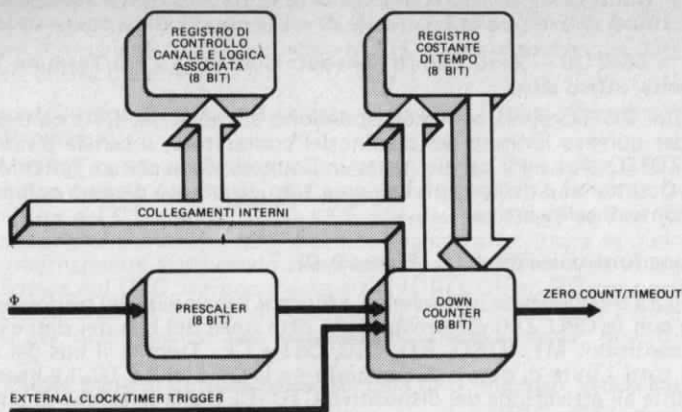 REGISTRO DI
CONTROLLO
CANALE E LOGICA
ASSOCIATA
(8 BIT)
REGISTRO
COSTANTE
DI TEMPO
(8 BIT)
COLLEGAMENTI INTERNI
Φ
PRESCALER
(8 BIT)
DOWN
COUNTER
(8 BIT)
ZERO COUNT/TIMEOUT
EXTERNAL CLOCK/TIMER TRIGGER